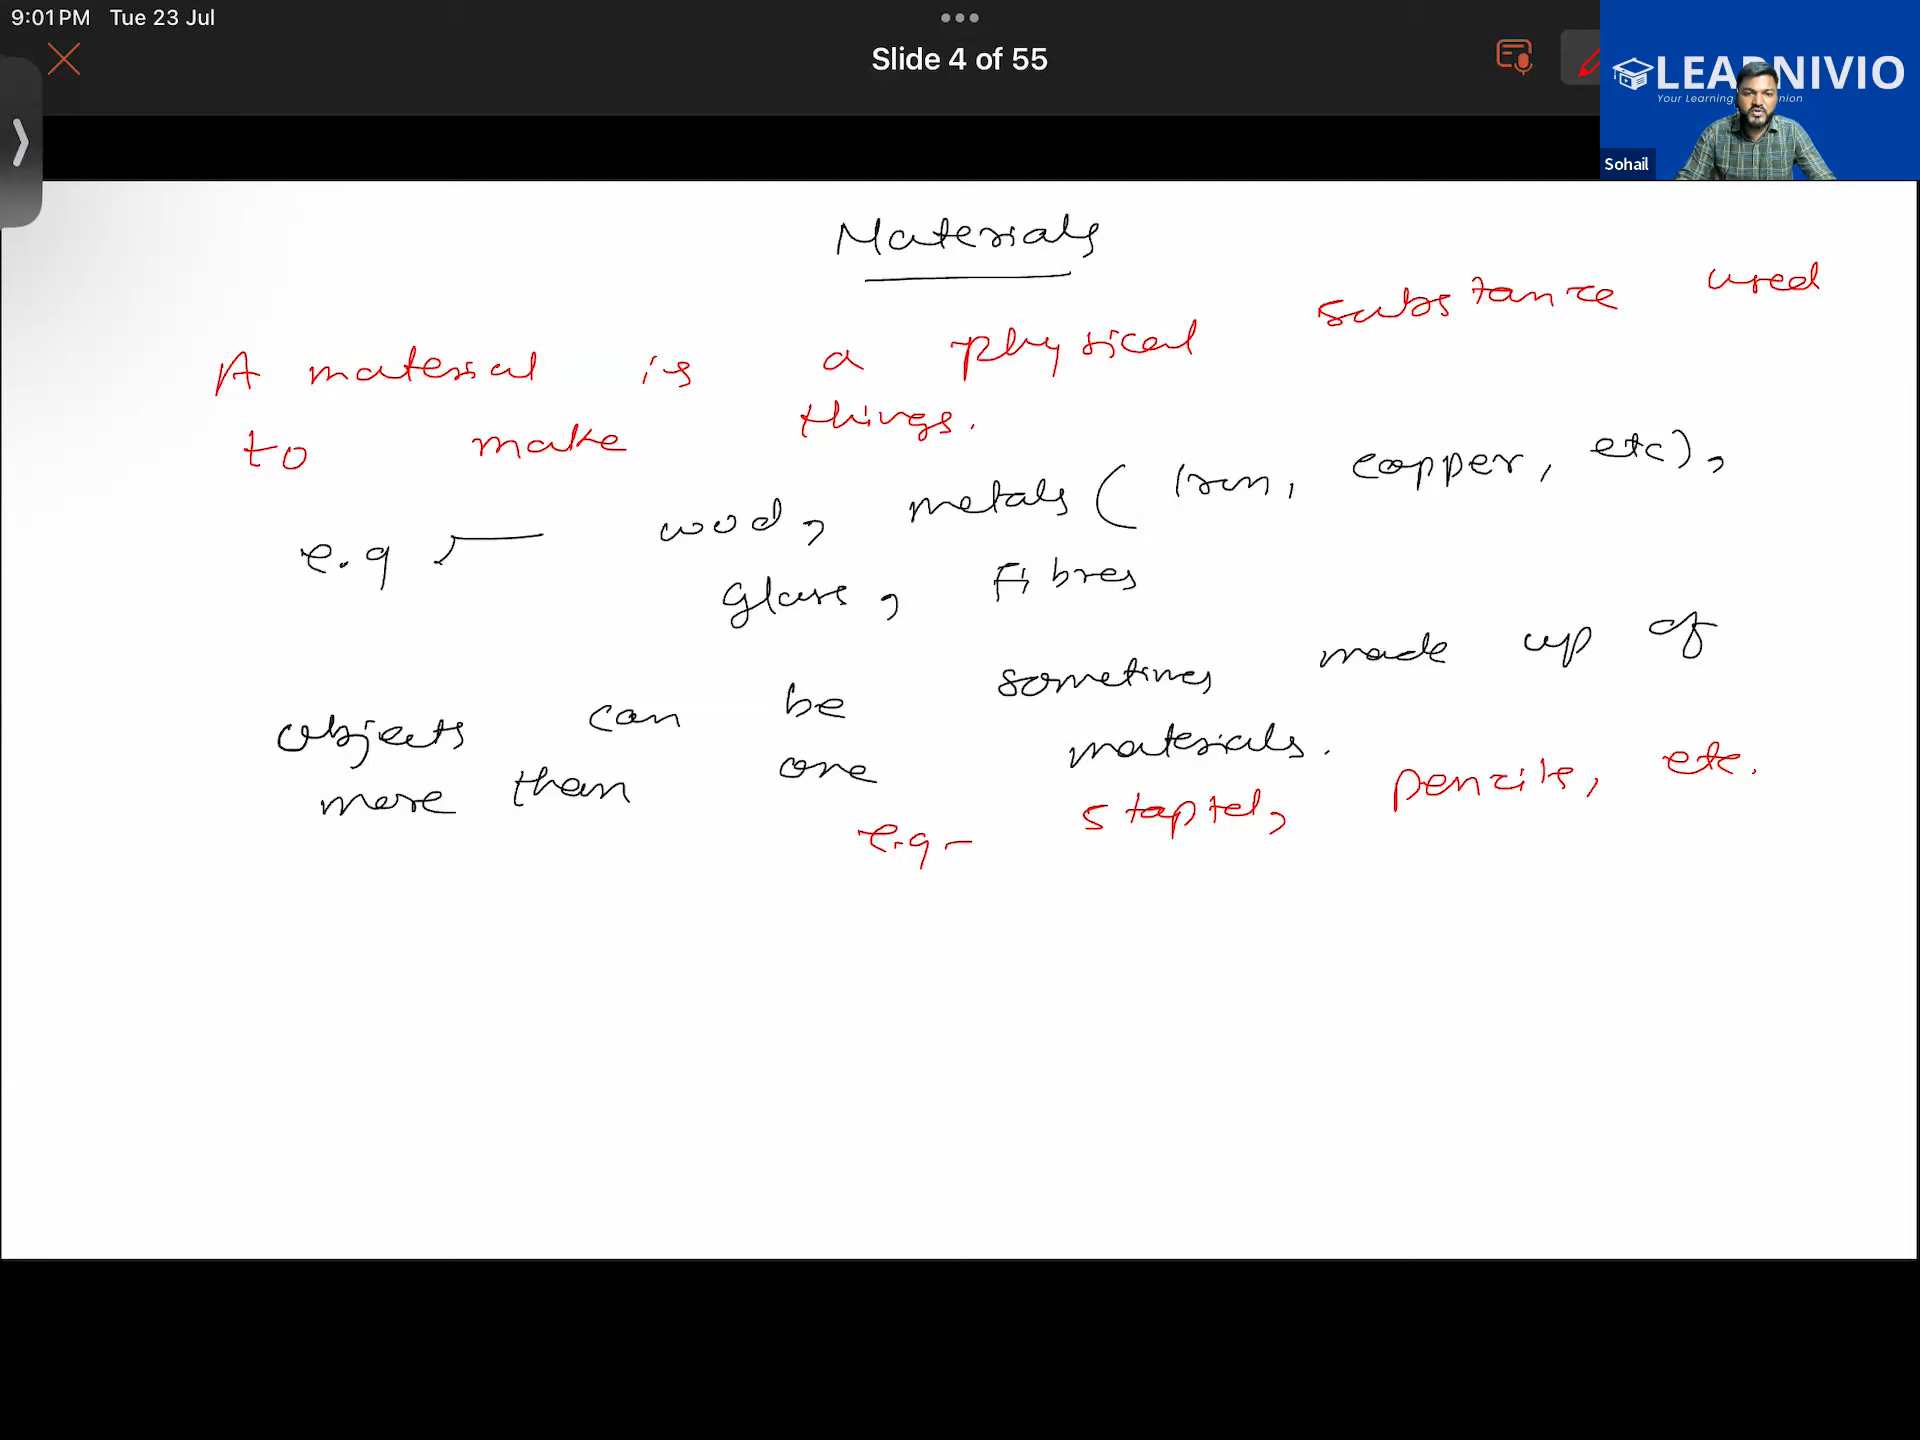 9:01 PM Tue 23 Jul
Slide 4 of 55
LEARNIVIO
Your Learning
Sohail
Materials
A material is a physical substance used
to make things.
e.g wood, metals ( Iron, copper, etc),
Glass, Fibres
objects can be sometimes made up of
more than one materials.
e.g- pencils, etc.